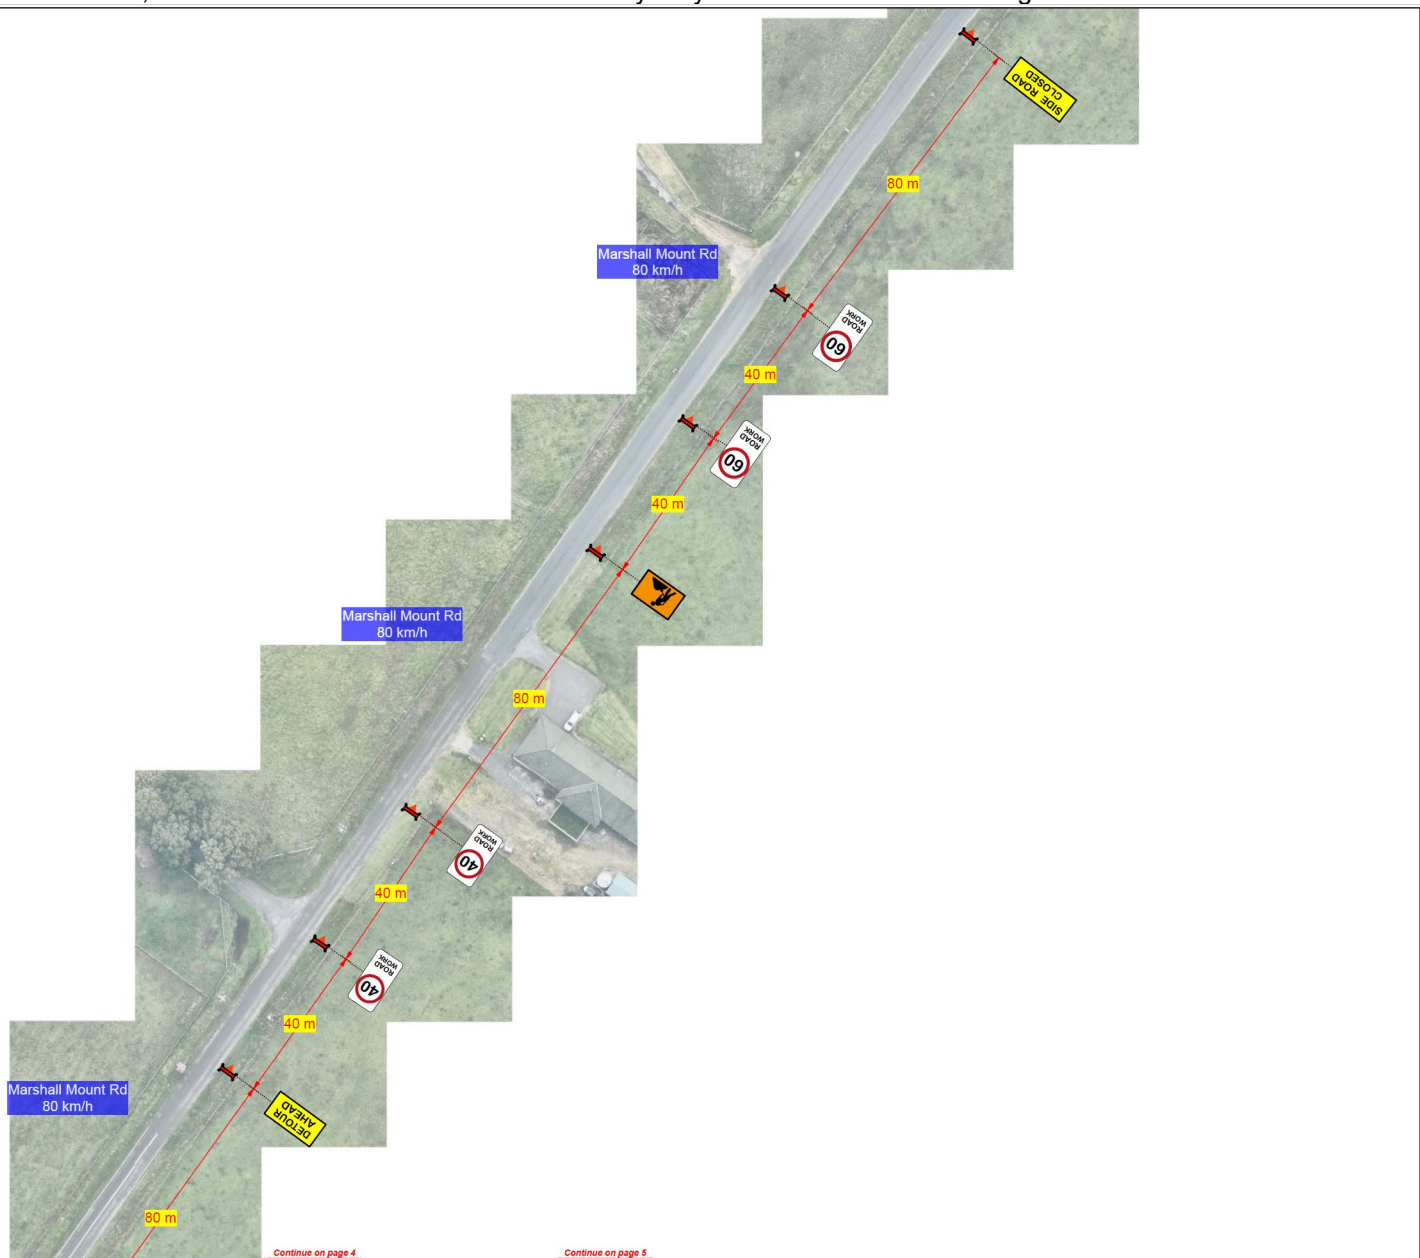 SIDE ROAD
CLOSED
80 m
Marshall Mount Rd
80 km/h
ROAD
WORK
60
40 m
ROAD
WORK
60
40 m
Marshall Mount Rd
80 km/h
80 m
ROAD
WORK
40
40 m
ROAD
WORK
40
40 m
Marshall Mount Rd
80 km/h
DETOUR
AHEAD
80 m
Continue on page 4
Continue on page 5